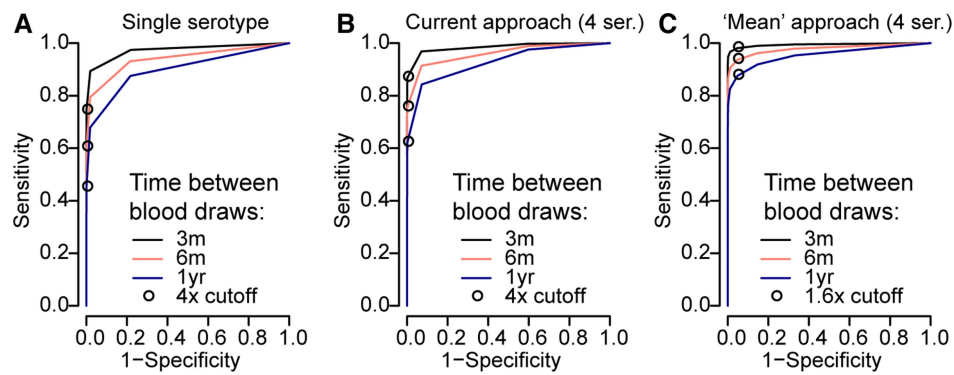 A Single serotype
1.0
0.8
0.6
0.4
0.2
0.0
Sensitivity
Time between
blood draws:
3m
6m
1yr
4x cutoff
0.0 0.2 0.4 0.6 0.8 1.0
1−Specificity
B Current approach (4 ser.)
1.0
0.8
0.6
0.4
0.2
0.0
Sensitivity
Time between
blood draws:
3m
6m
1yr
4x cutoff
0.0 0.2 0.4 0.6 0.8 1.0
1−Specificity
C ‘Mean’ approach (4 ser.)
1.0
0.8
0.6
0.4
0.2
0.0
Sensitivity
Time between
blood draws:
3m
6m
1yr
1.6x cutoff
0.0 0.2 0.4 0.6 0.8 1.0
1−Specificity